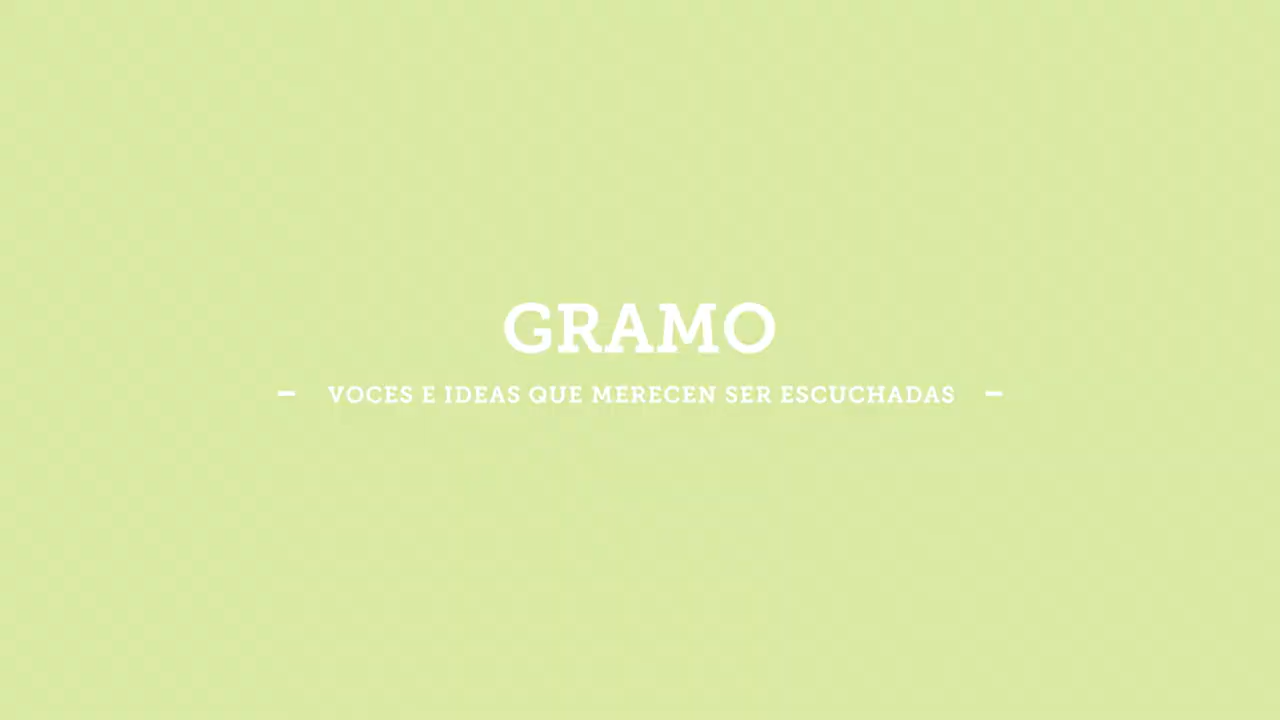 GRAMO
– VOCES E IDEAS QUE MERECEN SER ESCUCHADAS –